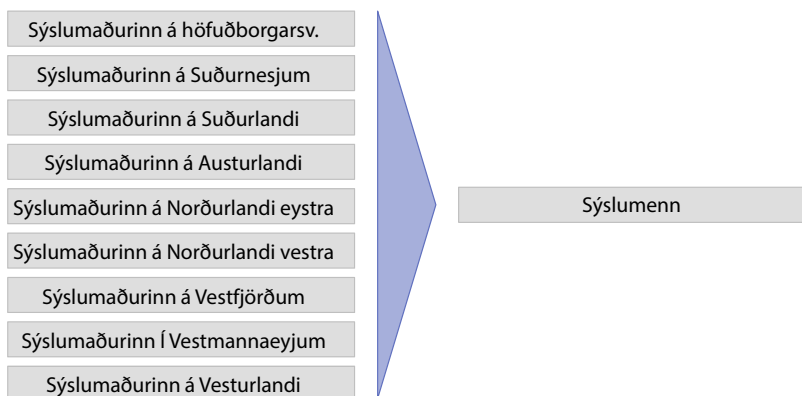 Sýslumaðurinn á höfuðborgarsv.
Sýslumaðurinn á Suðurnesjum
Sýslumaðurinn á Suðurlandi
Sýslumaðurinn á Austurlandi
Sýslumaðurinn á Norðurlandi eystra
Sýslumaðurinn á Norðurlandi vestra
Sýslumaðurinn á Vestfjörðum
Sýslumaðurinn Í Vestmannaeyjum
Sýslumaðurinn á Vesturlandi
Sýslumenn